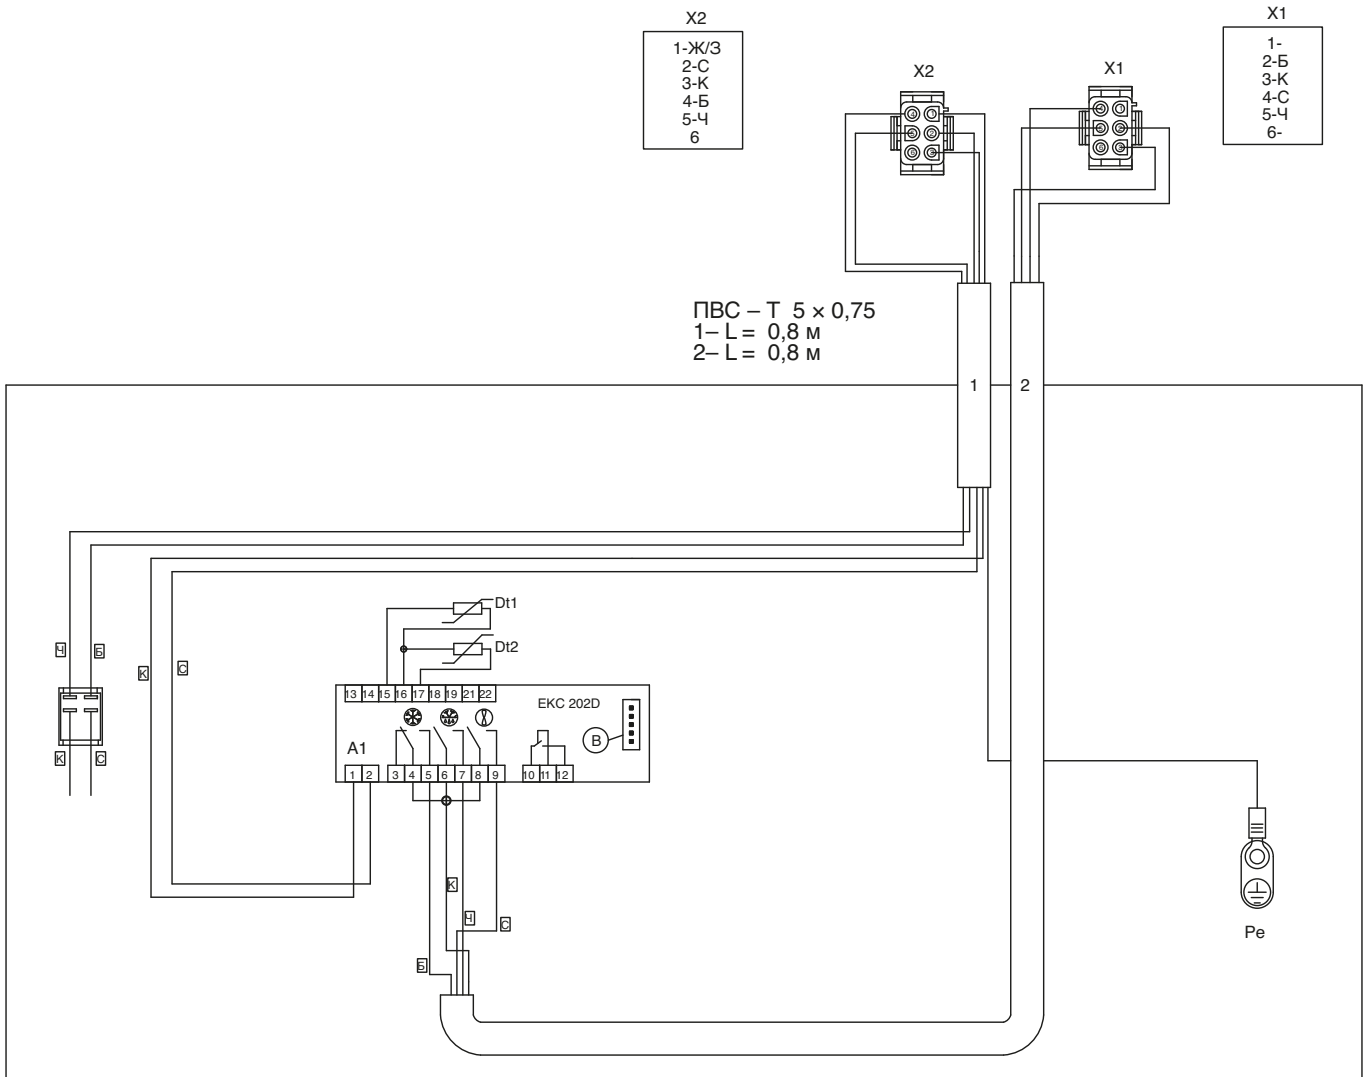 X2
1-Ж/З
2-С
3-К
4-Б
5-Ч
6
X1
1-
2-Б
3-К
4-С
5-Ч
6-
X2
X1
ПВС – Т 5 × 0,75
1– L = 0,8 м
2– L = 0,8 м
1
2
Ч
Б
К
С
К
С
Dt1
Dt2
13 14 15 16 17 18 19 21 22
EKC 202D
B
A1
1 2 3 4 5 6 7 8 9 10 11 12
К
Ч
С
Б
Pe